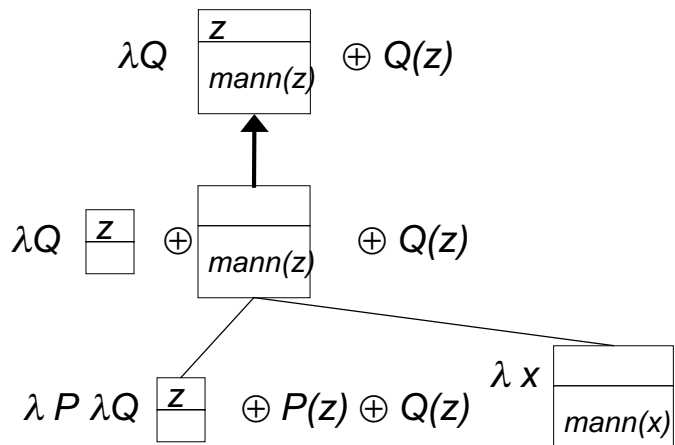 z
λQ ⊕ Q(z)
mann(z)
λQ z ⊕ ⊕ Q(z)
mann(z)
λ P λQ z ⊕ P(z) ⊕ Q(z) λ x
mann(x)